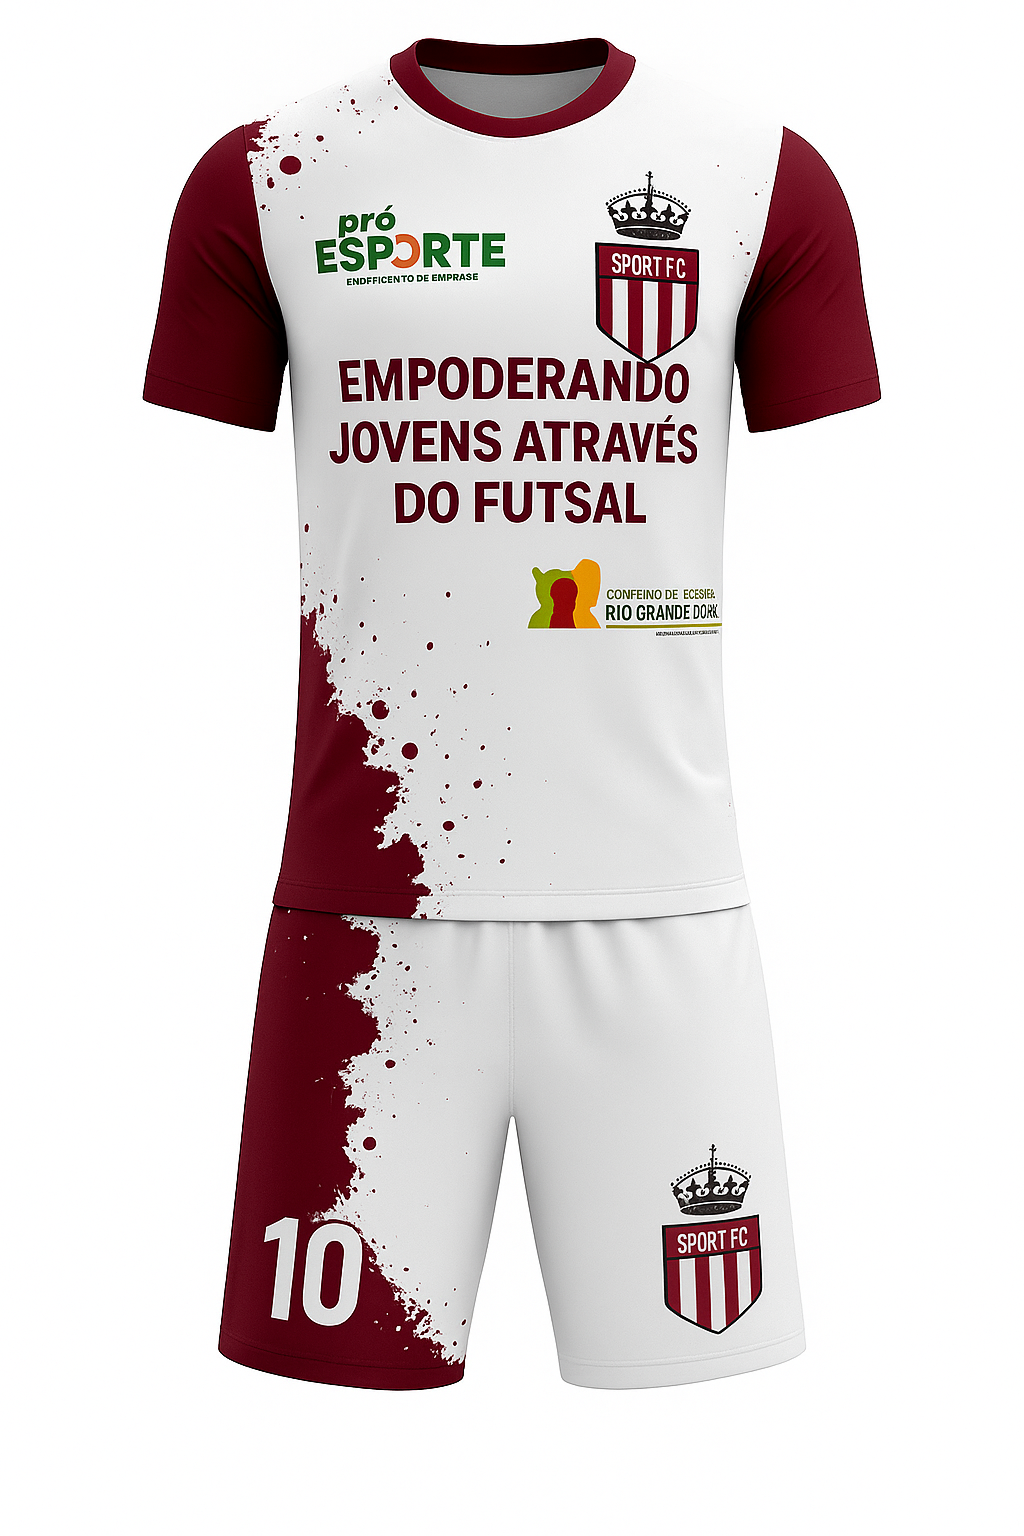 pró
ESPORTE
ENDFFICENTO DE EMPRASE
SPORT FC
EMPODERANDO
JOVENS ATRAVÉS
DO FUTSAL
CONFEINO DE ECESIEA
RIO GRANDE DORK
10
SPORT FC